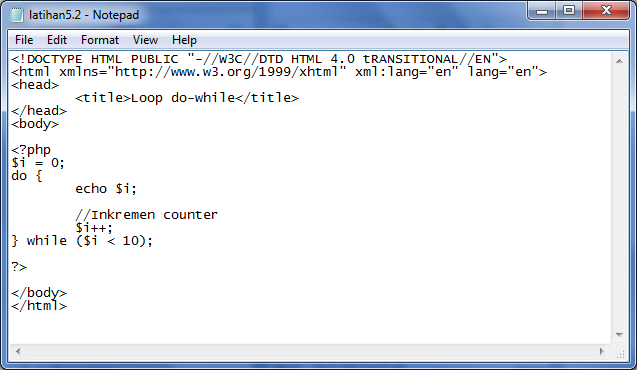 latihan5.2 - Notepad
File Edit Format View Help
<!DOCTYPE HTML PUBLIC "-//W3C//DTD HTML 4.0 tRANSITIONAL//EN">
<html xmlns="http://www.w3.org/1999/xhtml" xml:lang="en" lang="en">
<head>
	<title>Loop do-while</title>
</head>
<body>

<?php
$i = 0;
do {
	echo $i;

	//Inkremen counter
	$i++;
} while ($i < 10);

?>

</body>
</html>